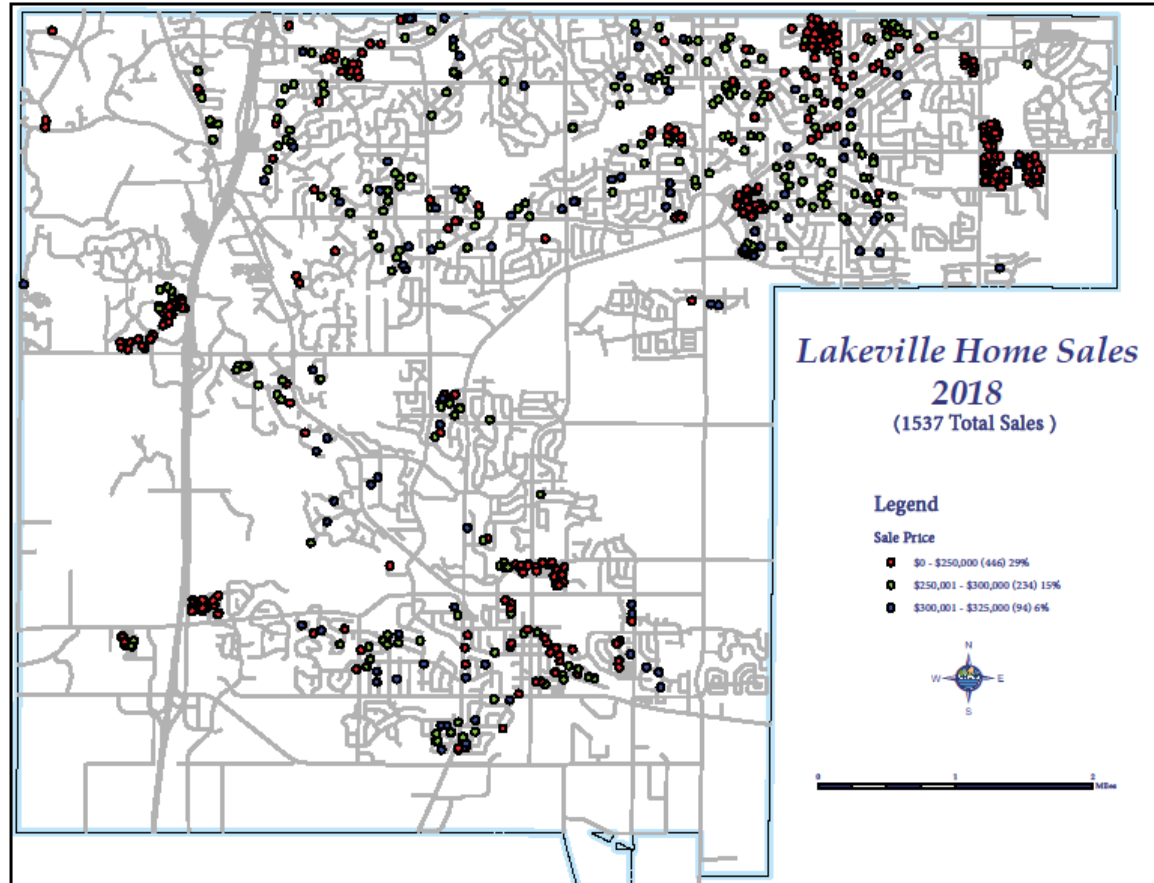 Lakeville Home Sales
2018
(1537 Total Sales )
Legend
Sale Price
$0 - $250,000 (446) 29%
$250,001 - $300,000 (234) 15%
$300,001 - $325,000 (94) 6%
N
W E
S
0 1 2
Miles